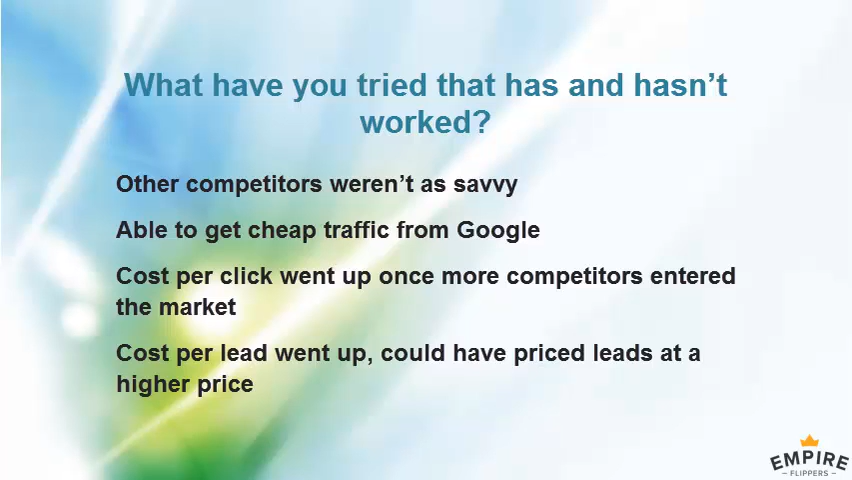 What have you tried that has and hasn’t
worked?
Other competitors weren’t as savvy
Able to get cheap traffic from Google
Cost per click went up once more competitors entered
the market
Cost per lead went up, could have priced leads at a
higher price
EMPIRE
FLIPPERS